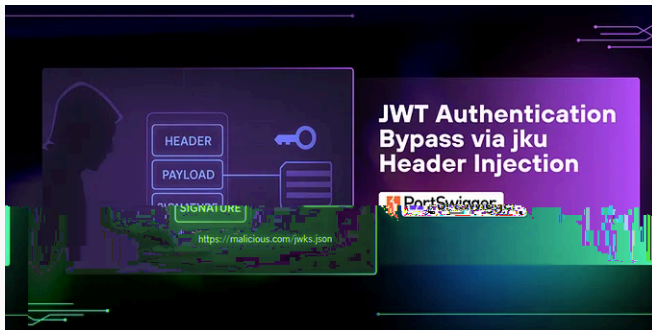 HEADER
PAYLOAD
SIGNATURE
https://malicious.com/jwks.json
JWT Authentication
Bypass via jku
Header Injection
PortSwigger